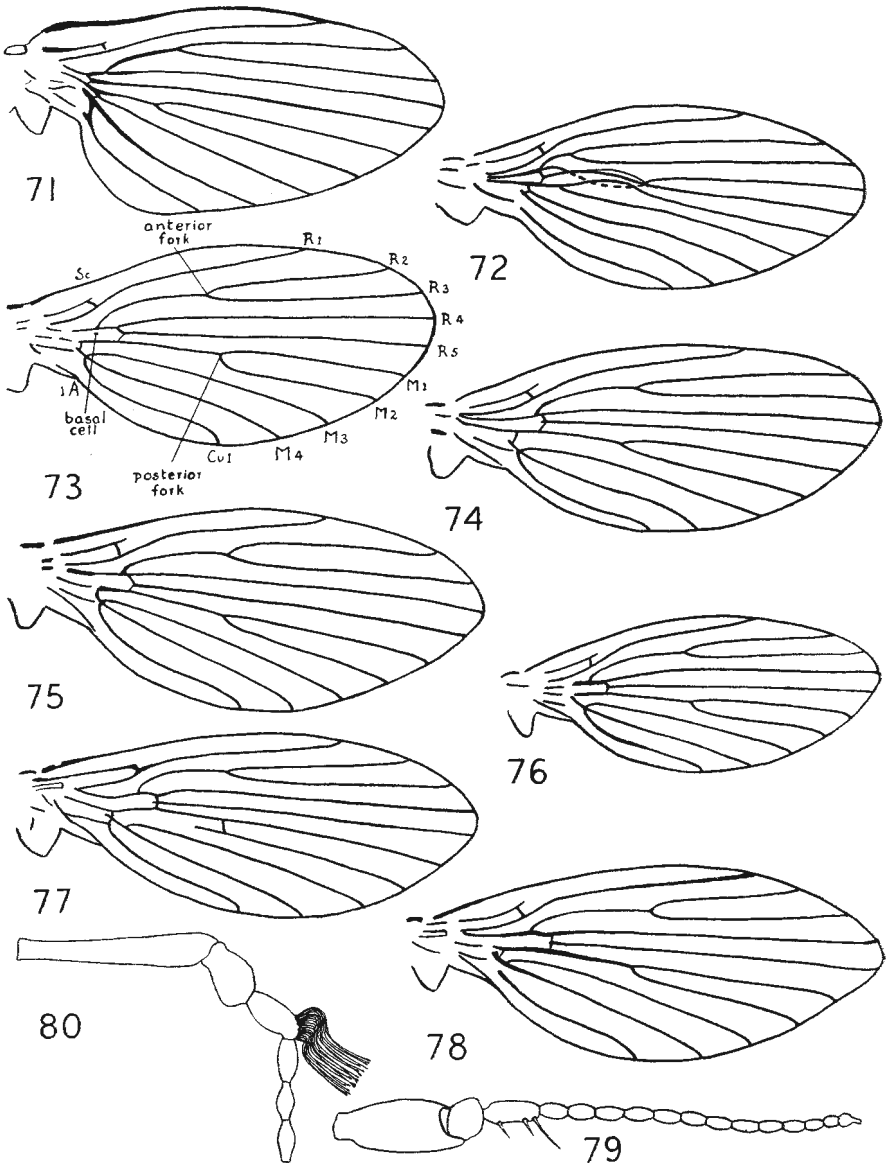 71
72
anterior
fork
Sc
R1
R2
R3
R4
R5
M1
M2
M3
M4
Cu1
1A
basal
cell
posterior
fork
73
74
75
76
77
78
80
79